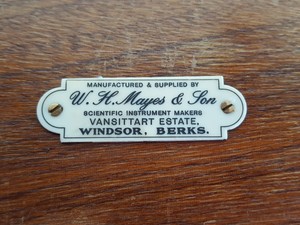 MANUFACTURED & SUPPLIED BY
W. H. Mayes & Son
SCIENTIFIC INSTRUMENT MAKERS
VANSITTART ESTATE,
WINDSOR, BERKS.